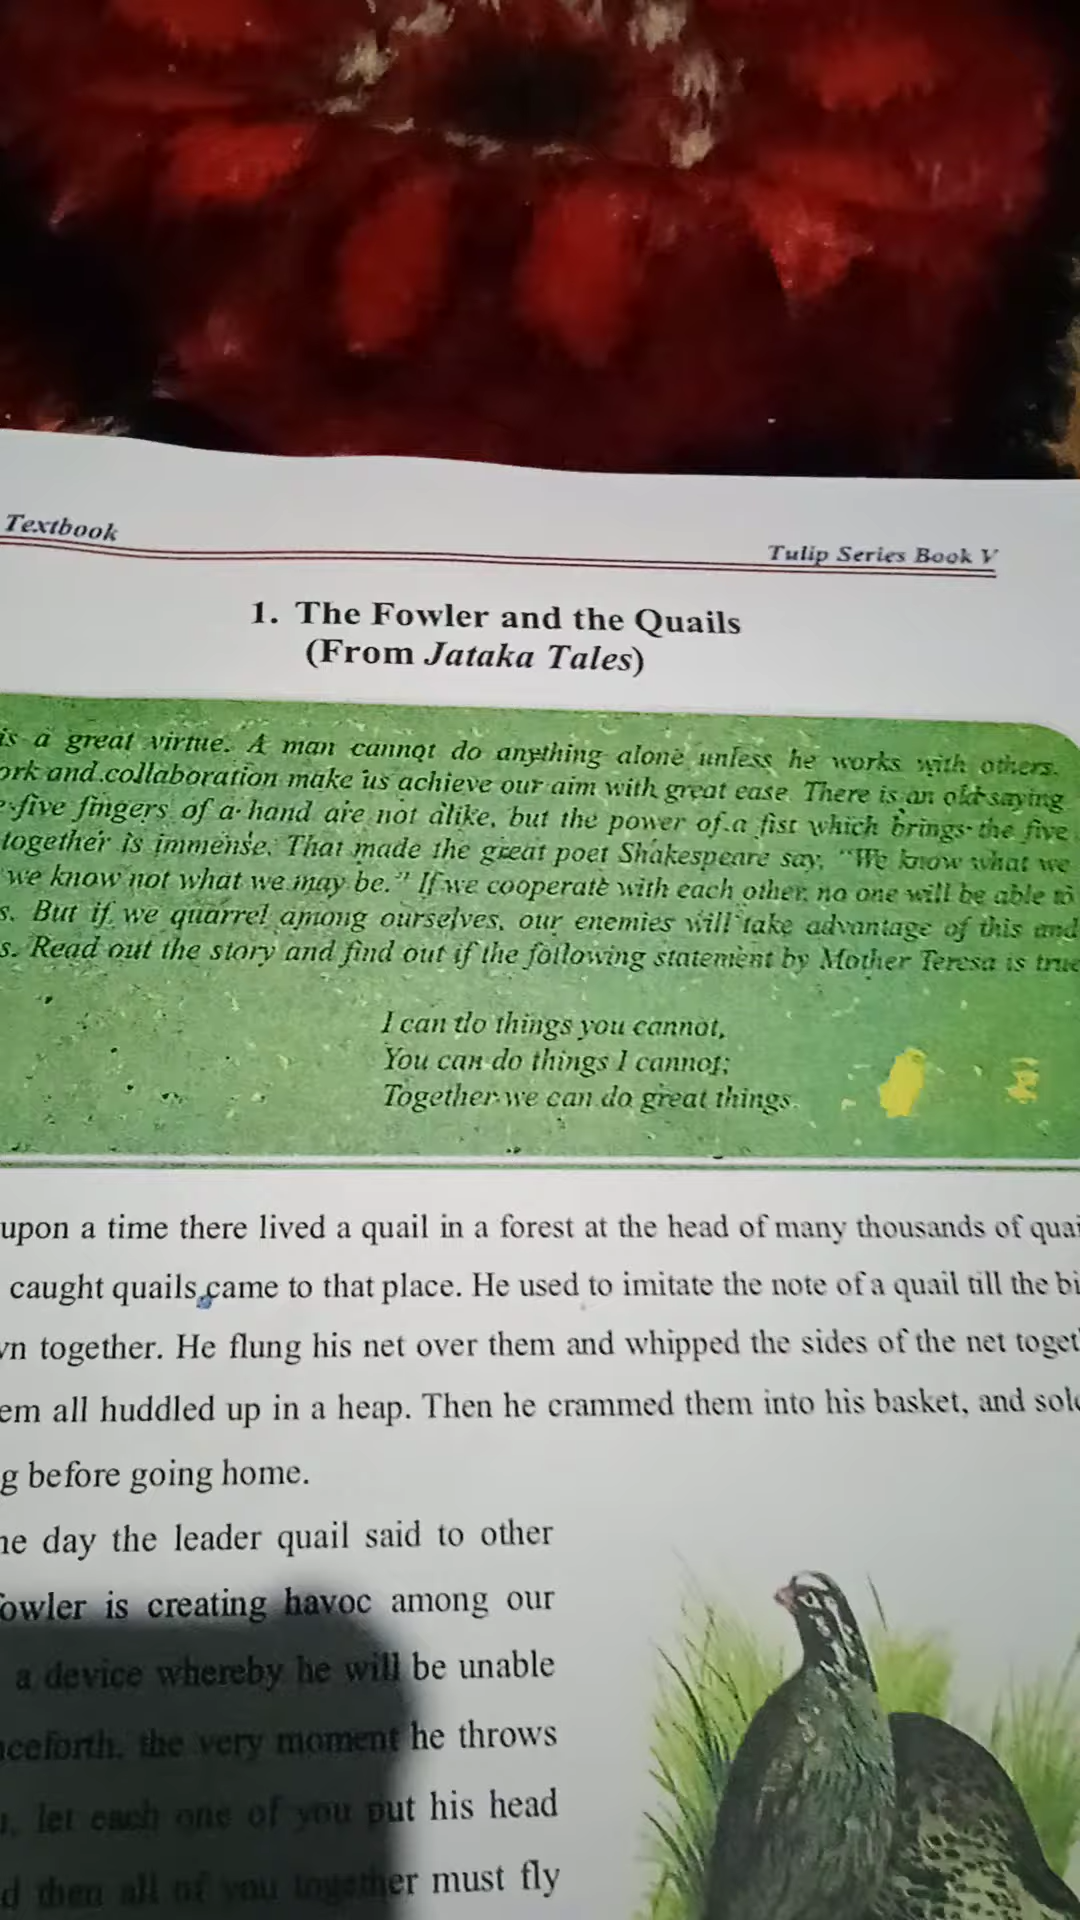 Textbook
Tulip Series Book V
1. The Fowler and the Quails
(From Jataka Tales)
is a great virtue. A man cannot do anything alone unless he works with others.
ork and collaboration make us achieve our aim with great ease. There is an old saying
five fingers of a hand are not alike, but the power of a fist which brings the five
together is immense. That made the great poet Shakespeare say, "We know what we
we know not what we may be." If we cooperate with each other, no one will be able to
s. But if we quarrel among ourselves, our enemies will take advantage of this and
s. Read out the story and find out if the following statement by Mother Teresa is true
I can do things you cannot,
You can do things I cannot;
Together we can do great things.
upon a time there lived a quail in a forest at the head of many thousands of quai
caught quails came to that place. He used to imitate the note of a quail till the bi
wn together. He flung his net over them and whipped the sides of the net toget
em all huddled up in a heap. Then he crammed them into his basket, and sold
g before going home.
ne day the leader quail said to other
fowler is creating havoc among our
a device whereby he will be unable
nceforth, the very moment he throws
u, let each one of you put his head
d then all of you together must fly